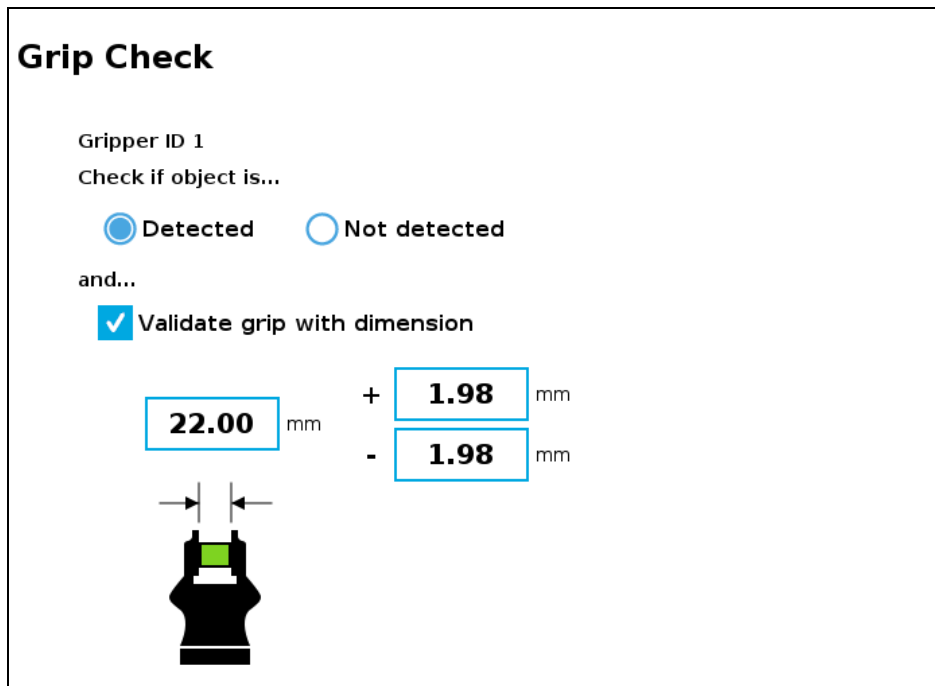 Grip Check
Gripper ID 1
Check if object is...
Detected Not detected
and...
Validate grip with dimension
+ 1.98 mm
22.00 mm
- 1.98 mm